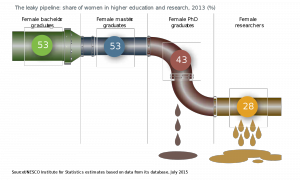 The leaky pipeline: share of women in higher education and research, 2013 (%)
Female bachelor graduates
Female master graduates
Female PhD graduates
Female researchers
53
53
43
28
Source:UNESCO Institute for Statistics estimates based on data from its database, July 2015